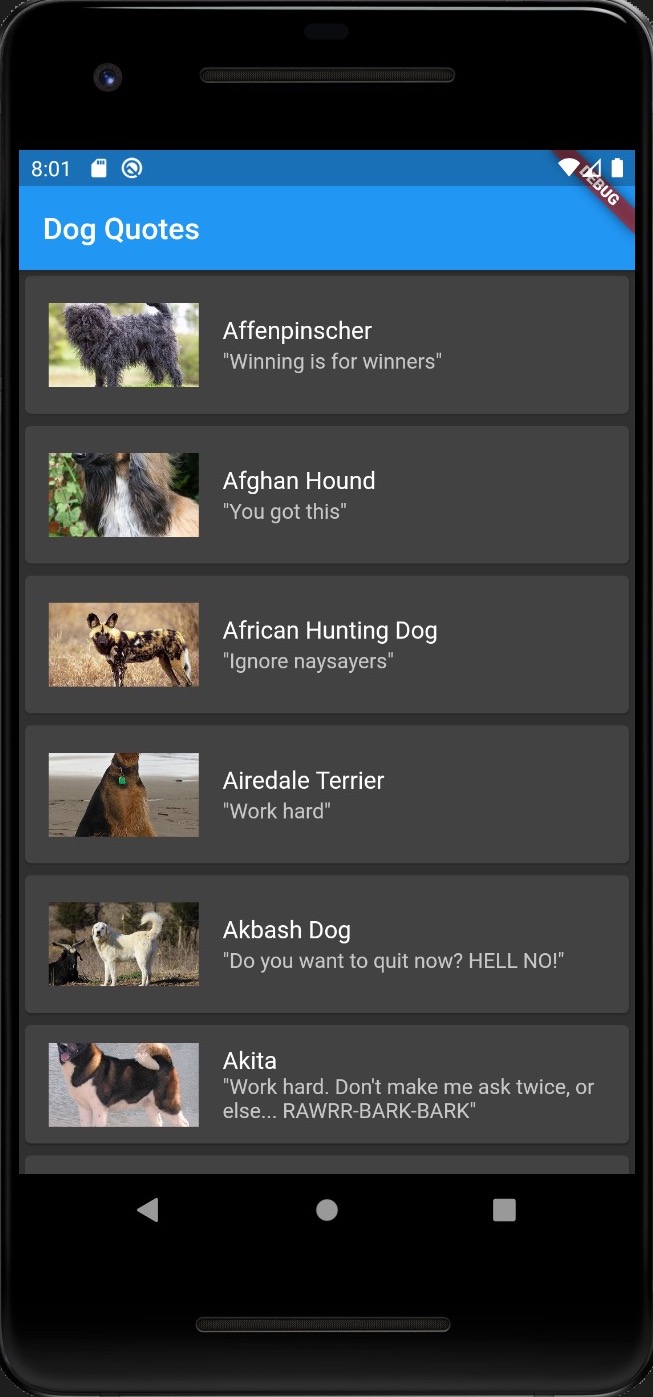 8:01
DEBUG
Dog Quotes
Affenpinscher
"Winning is for winners"
Afghan Hound
"You got this"
African Hunting Dog
"Ignore naysayers"
Airedale Terrier
"Work hard"
Akbash Dog
"Do you want to quit now? HELL NO!"
Akita
"Work hard. Don't make me ask twice, or
else... RAWRR-BARK-BARK"